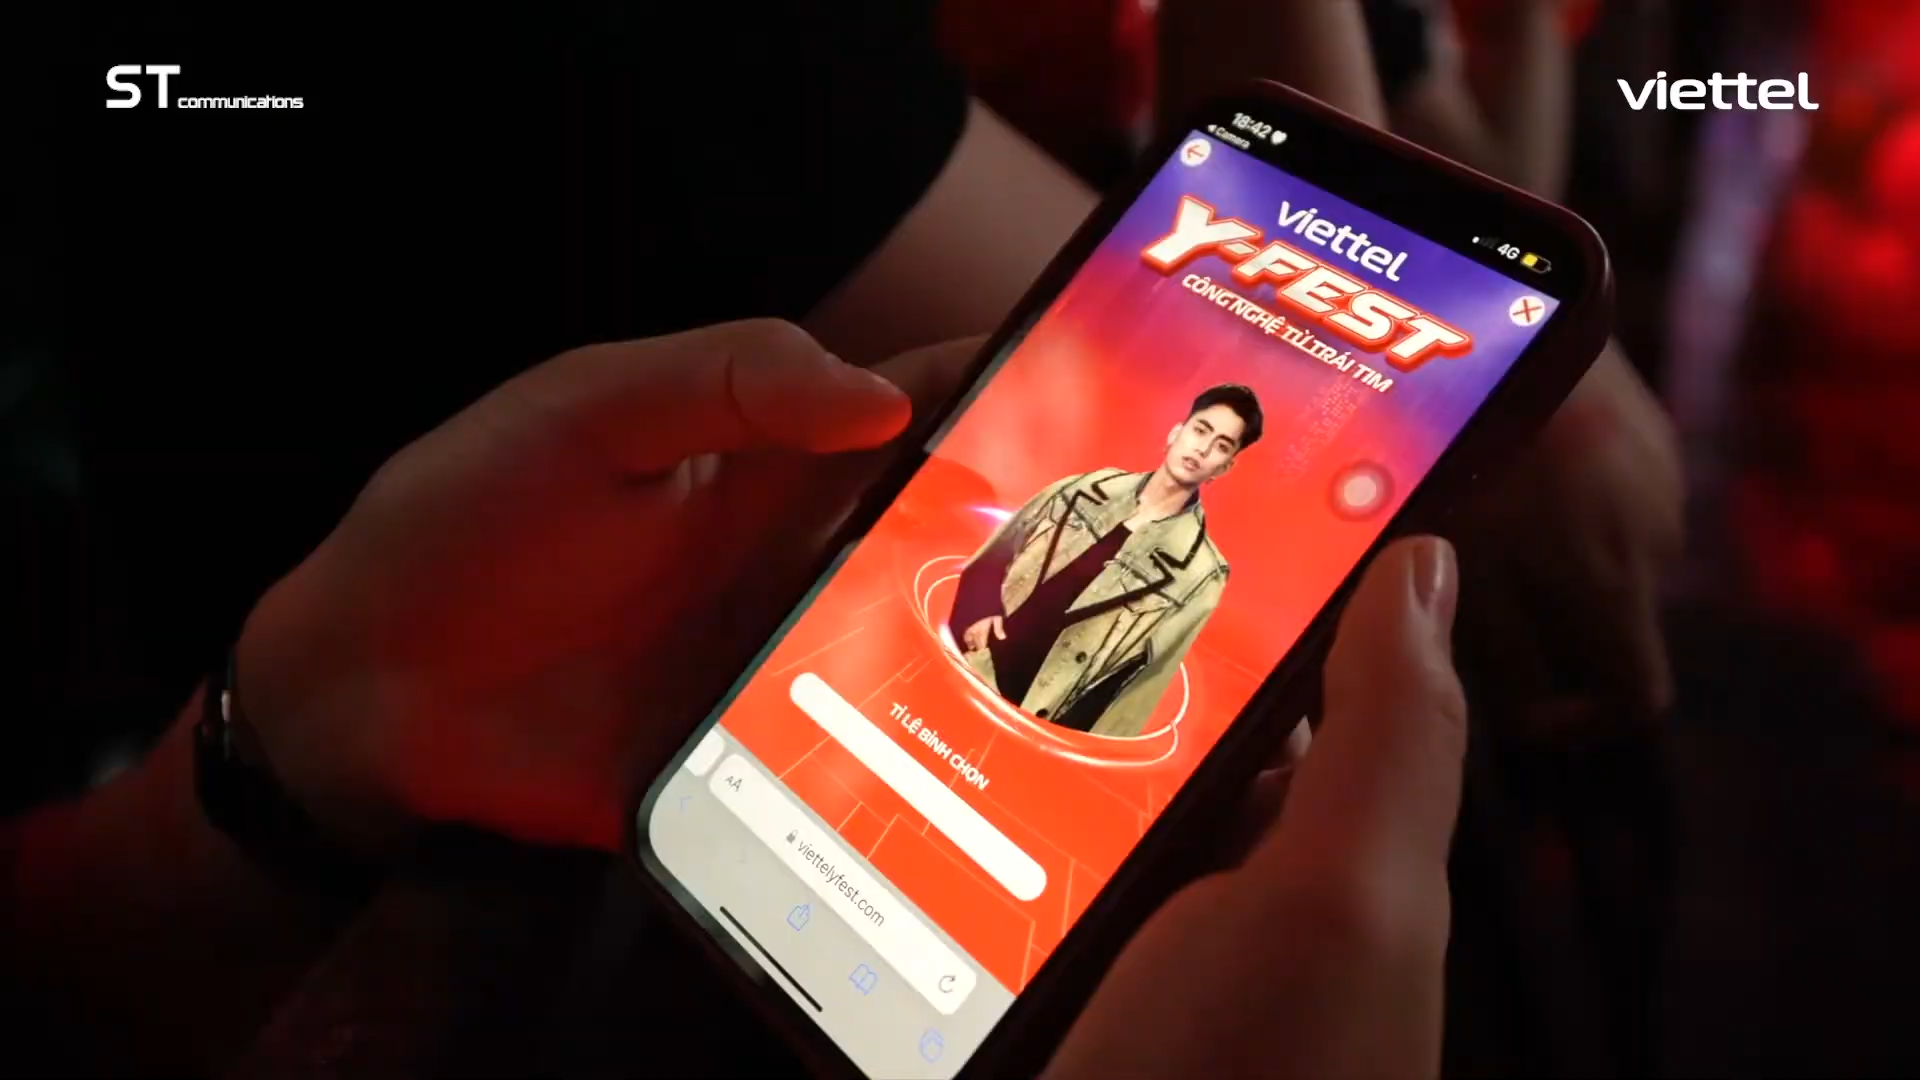 ST communications
viettel
18:42
Camera
4G
viettel
Y-FEST
CÔNG NGHỆ TỪ TRÁI TIM
TỈ LỆ BÌNH CHỌN
AA
viettelyfest.com